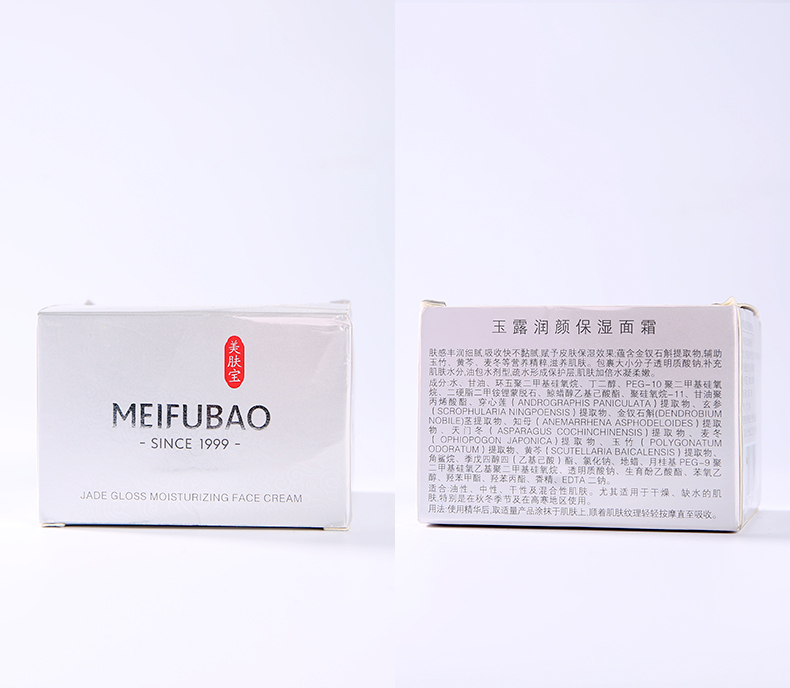 美肤宝
MEIFUBAO
- SINCE 1999 -
JADE GLOSS MOISTURIZING FACE CREAM
玉露润颜保湿面霜
肤感丰润细腻,吸收快不黏腻,赋予皮肤保湿效果;蕴含金钗石斛提取物,辅助
玉竹、黄芩、麦冬等营养精粹,滋养肌肤。包裹大小分子透明质酸钠,补充
肌肤水分,油包水剂型,疏水形成保护层,肌肤加倍水凝柔嫩。
成分:水、甘油、环五聚二甲基硅氧烷、丁二醇、PEG-10聚二甲基硅氧
烷、二硬脂二甲铵锂蒙脱石、鲸蜡醇乙基己酸酯、聚硅氧烷-11、甘油聚
丙烯酸酯、穿心莲(ANDROGRAPHIS PANICULATA)提取物、玄参
(SCROPHULARIA NINGPOENSIS)提取物、金钗石斛(DENDROBIUM
NOBILE)茎提取物、知母(ANEMARRHENA ASPHODELOIDES)提取
物、天门冬(ASPARAGUS COCHINCHINENSIS)提取物、麦冬
(OPHIOPOGON JAPONICA)提取物、玉竹(POLYGONATUM
ODORATUM)提取物、黄芩(SCUTELLARIA BAICALENSIS)提取物、
角鲨烷、季戊四醇四(乙基己酸)酯、氯化钠、地蜡、月桂基PEG-9聚
二甲基硅氧乙基聚二甲基硅氧烷、透明质酸钠、生育酚乙酸酯、苯氧乙
醇、羟苯甲酯、羟苯丙酯、香精、EDTA二钠。
适合油性、中性、干性及混合性肌肤。尤其适用于干燥、缺水的肌
肤,特别是在秋冬季节及在高寒地区使用。
用法:使用精华后,取适量产品涂抹于肌肤上,顺着肌肤纹理轻轻按摩直至吸收。